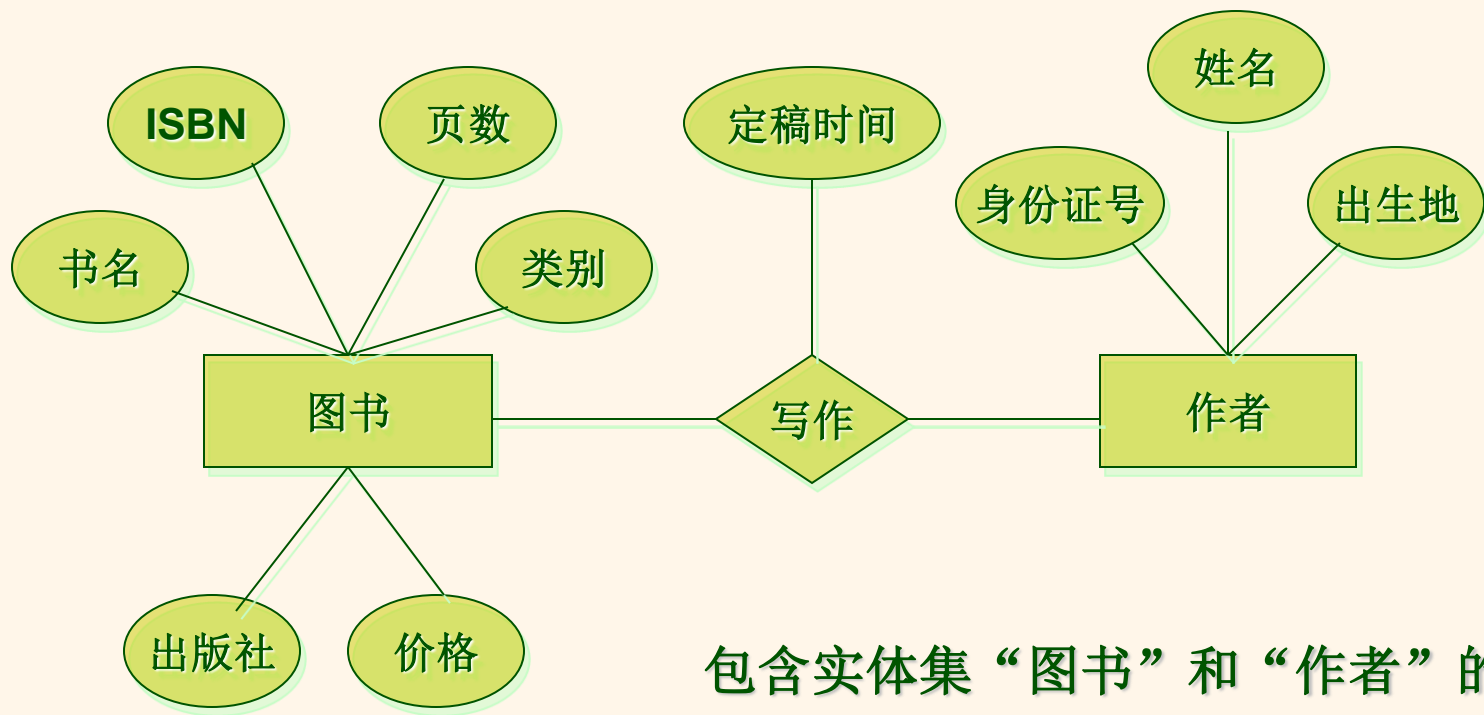 姓名
ISBN
页数
定稿时间
身份证号
出生地
书名
类别
图书
写作
作者
出版社
价格
包含实体集“图书”和“作者”的